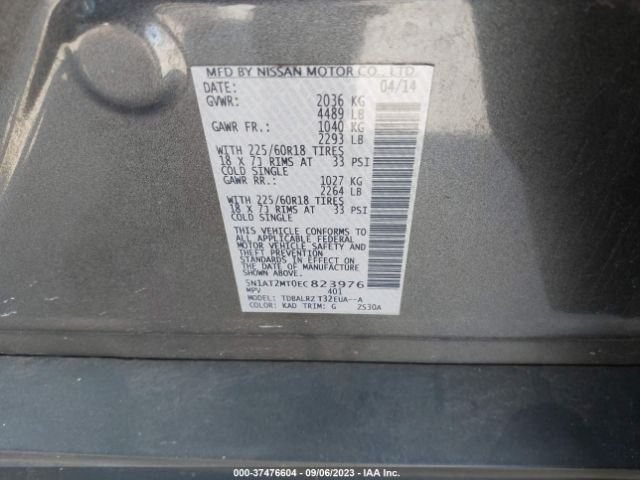 MFD BY NISSAN MOTOR CO., LTD.
DATE: 04/14
GVWR: 2036 KG
4489 LB
GAWR FR.: 1040 KG
2293 LB
WITH 225/60R18 TIRES
18 X 7J RIMS AT 33 PSI
COLD SINGLE
GAWR RR.: 1027 KG
2264 LB
WITH 225/60R18 TIRES
18 X 7J RIMS AT 33 PSI
COLD SINGLE
THIS VEHICLE CONFORMS TO
ALL APPLICABLE FEDERAL
MOTOR VEHICLE SAFETY AND
THEFT PREVENTION
STANDARDS IN EFFECT ON
THE DATE OF MANUFACTURE
SHOWN ABOVE.
5N1AT2MT0EC823976
MPV 401
MODEL: TDBALRZ T32EUA--A
COLOR: KAD TRIM: G ZS30A
000-37476604 - 09/06/2023 - IAA Inc.